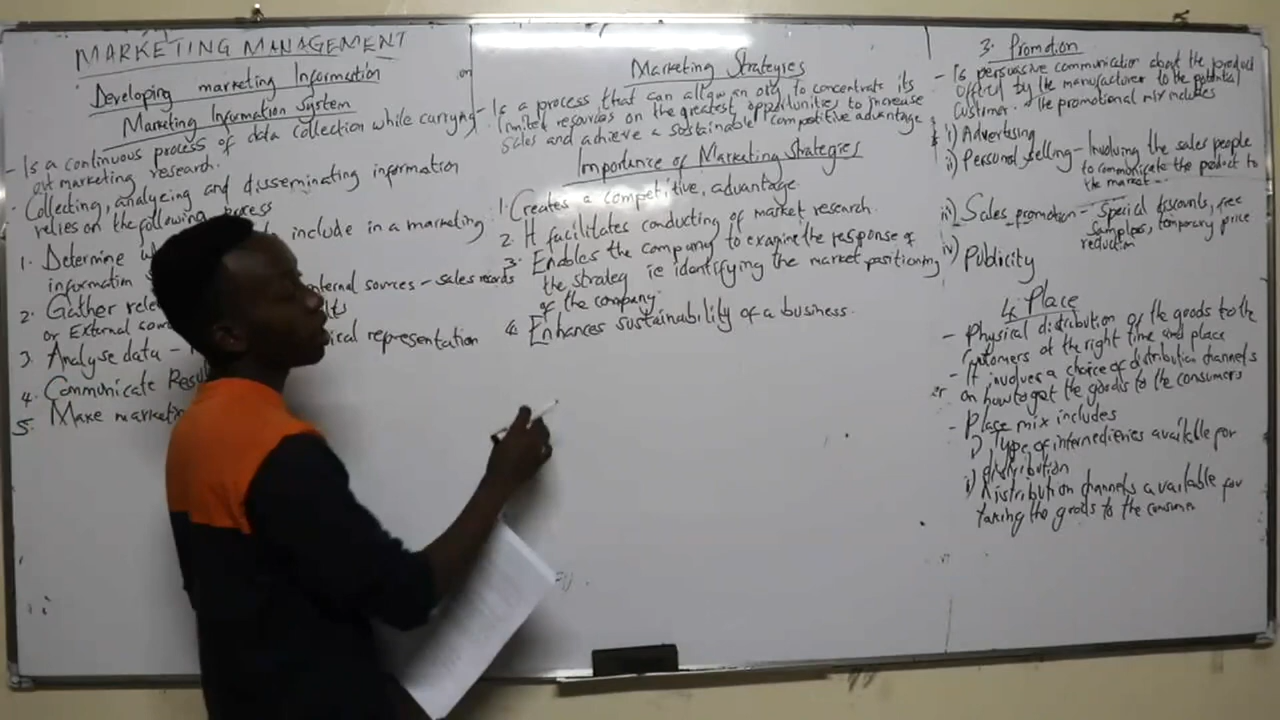 MARKETING MANAGEMENT
Developing marketing Information
Marketing Information System
- Is a continuous process of data collection while carrying
out marketing research.
- Collecting, analyzing and disseminating information
relies on the following process
1. Determine include in a marketing
information
2. Gather internal sources - sales records
or External
3. Analyse data - representation
4. Communicate
5. Make
Marketing Strategies
- Is a process that can allow an org to concentrate its
limited resources on the greatest opportunities to increase
sales and achieve a sustainable competitive advantage
Importance of Marketing Strategies
1. Creates a competitive, advantage.
2. It facilitates conducting of market research.
3. Enables the company to examine the response of
the strateg ie identifying the market positioning
of the company
4. Enhances sustainability of a business.
3. Promotion
- Is persuasive communication about the product
offered by the manufacturer to the potential
Customer. The promotional mix includes
i) Advertising
ii) Personal selling - Involving the sales people
to communicate the product to
the market -
iii) Sales promotion - Special discounts, free
samples, temporary price
reduction
iv) Publicity
4. Place
- Physical distribution of the goods to the
Customers at the right time and place
- It involves a choice of distribution channels
on how to get the goods to the consumers
- Place mix includes
i) Type of intermediaries available for
distribution
ii) Distribution channels available for
taking the goods to the consumer